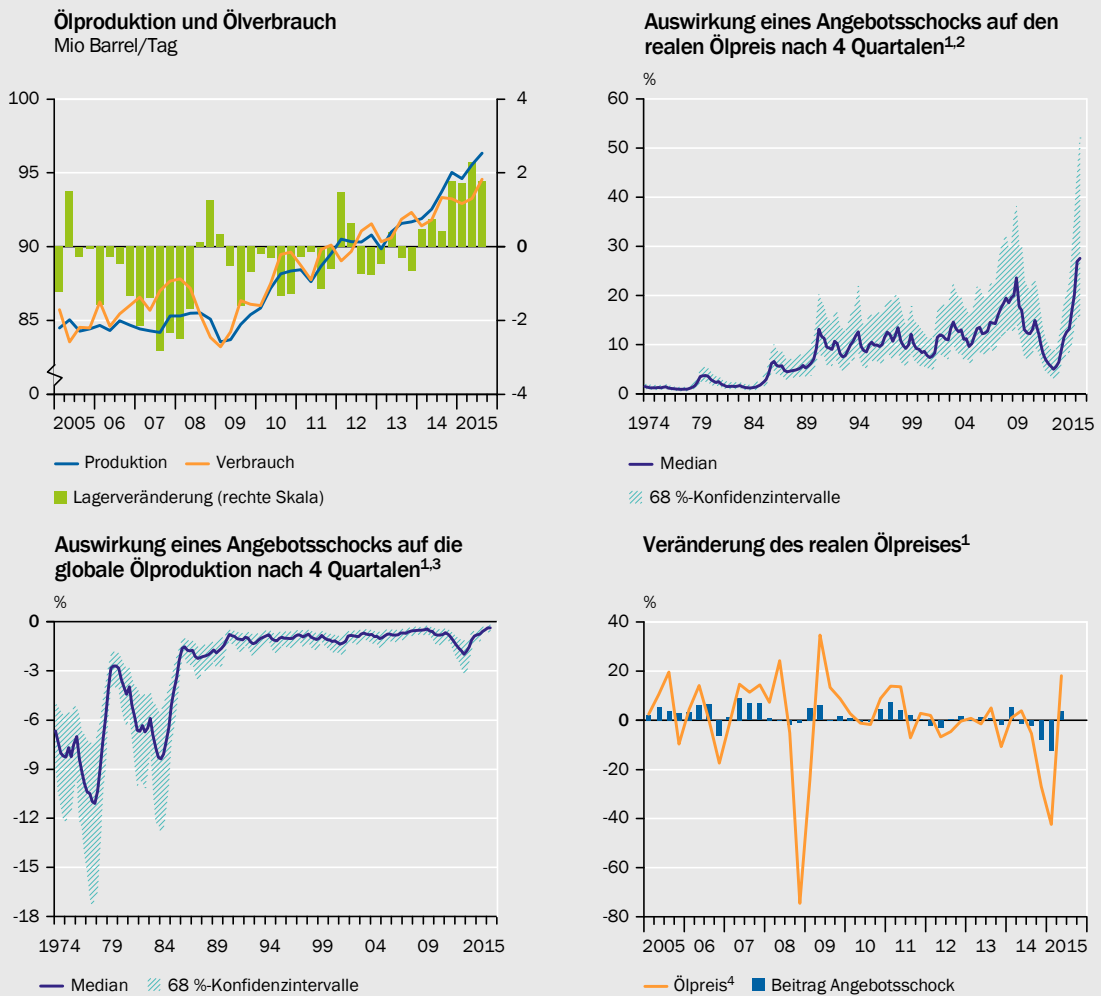 Ölproduktion und Ölverbrauch
Mio Barrel/Tag
100
95
90
85
0
4
2
0
-2
-4
2005 06 07 08 09 10 11 12 13 14 2015
Produktion Verbrauch
Lagerveränderung (rechte Skala)
Auswirkung eines Angebotsschocks auf den
realen Ölpreis nach 4 Quartalen1,2
%
60
50
40
30
20
10
0
1974 79 84 89 94 99 04 09 2015
Median
68 %-Konfidenzintervalle
Auswirkung eines Angebotsschocks auf die
globale Ölproduktion nach 4 Quartalen1,3
%
0
-3
-6
-9
-12
-15
-18
1974 79 84 89 94 99 04 09 2015
Median 68 %-Konfidenzintervalle
Veränderung des realen Ölpreises1
%
40
20
0
-20
-40
-60
-80
2005 06 07 08 09 10 11 12 13 14 2015
Ölpreis4 Beitrag Angebotsschock